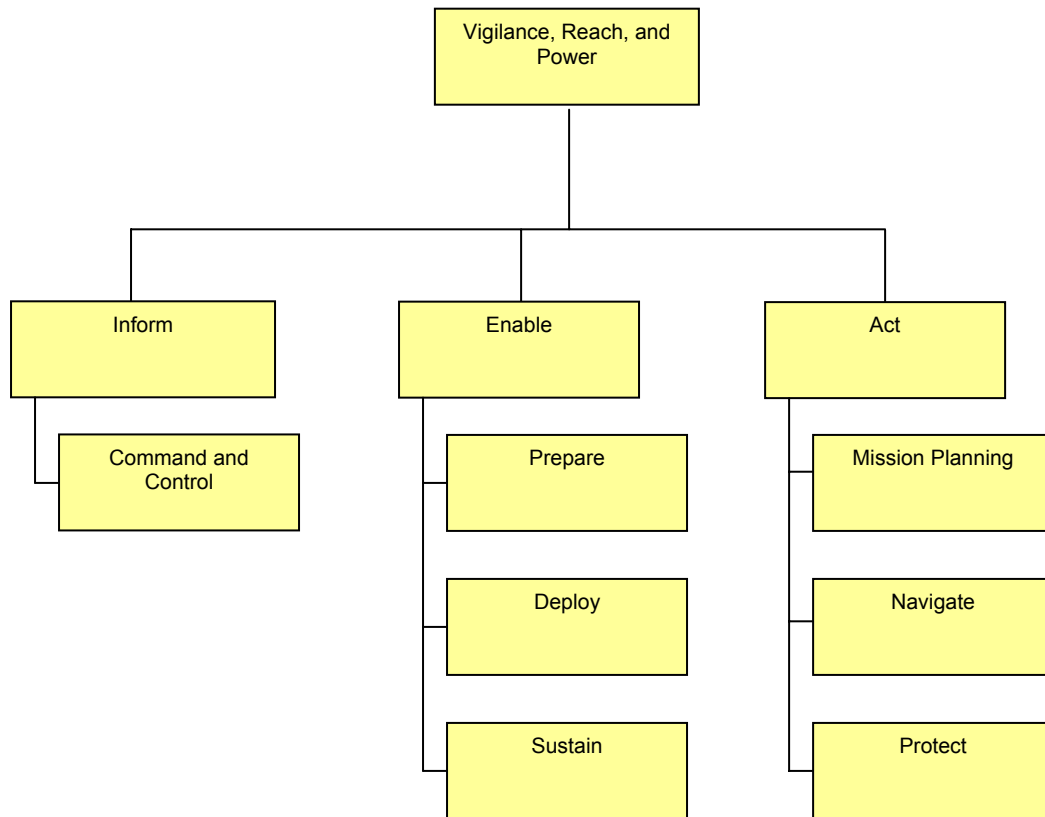 Vigilance, Reach, and
Power
Inform
Enable
Act
Command and
Control
Prepare
Mission Planning
Deploy
Navigate
Sustain
Protect